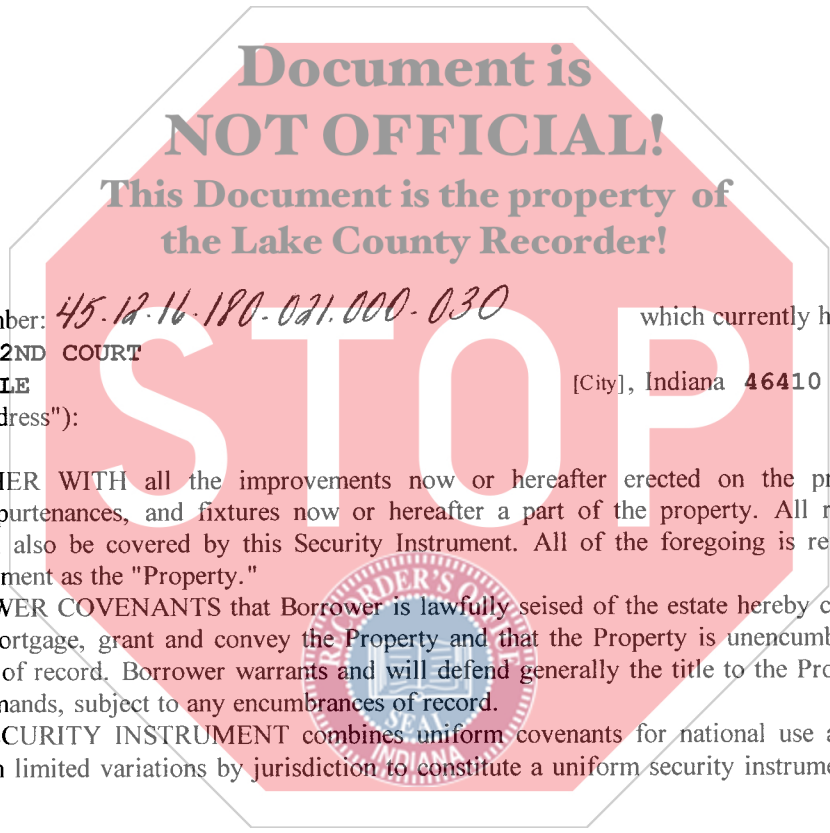 Document is
NOT OFFICIAL!
This Document is the property of
the Lake County Recorder!
STOP
mber: 45-12-16-180-021.000-030 which currently h
2ND COURT
LE [City], Indiana 46410
dress"):
HER WITH all the improvements now or hereafter erected on the pr
purtenances, and fixtures now or hereafter a part of the property. All r
also be covered by this Security Instrument. All of the foregoing is re
ment as the "Property."
WER COVENANTS that Borrower is lawfully seised of the estate hereby c
ortgage, grant and convey the Property and that the Property is unencumb
of record. Borrower warrants and will defend generally the title to the Pro
mands, subject to any encumbrances of record.
CURITY INSTRUMENT combines uniform covenants for national use a
h limited variations by jurisdiction to constitute a uniform security instrume
RECORDER'S OFFICE
SEAL
INDIANA